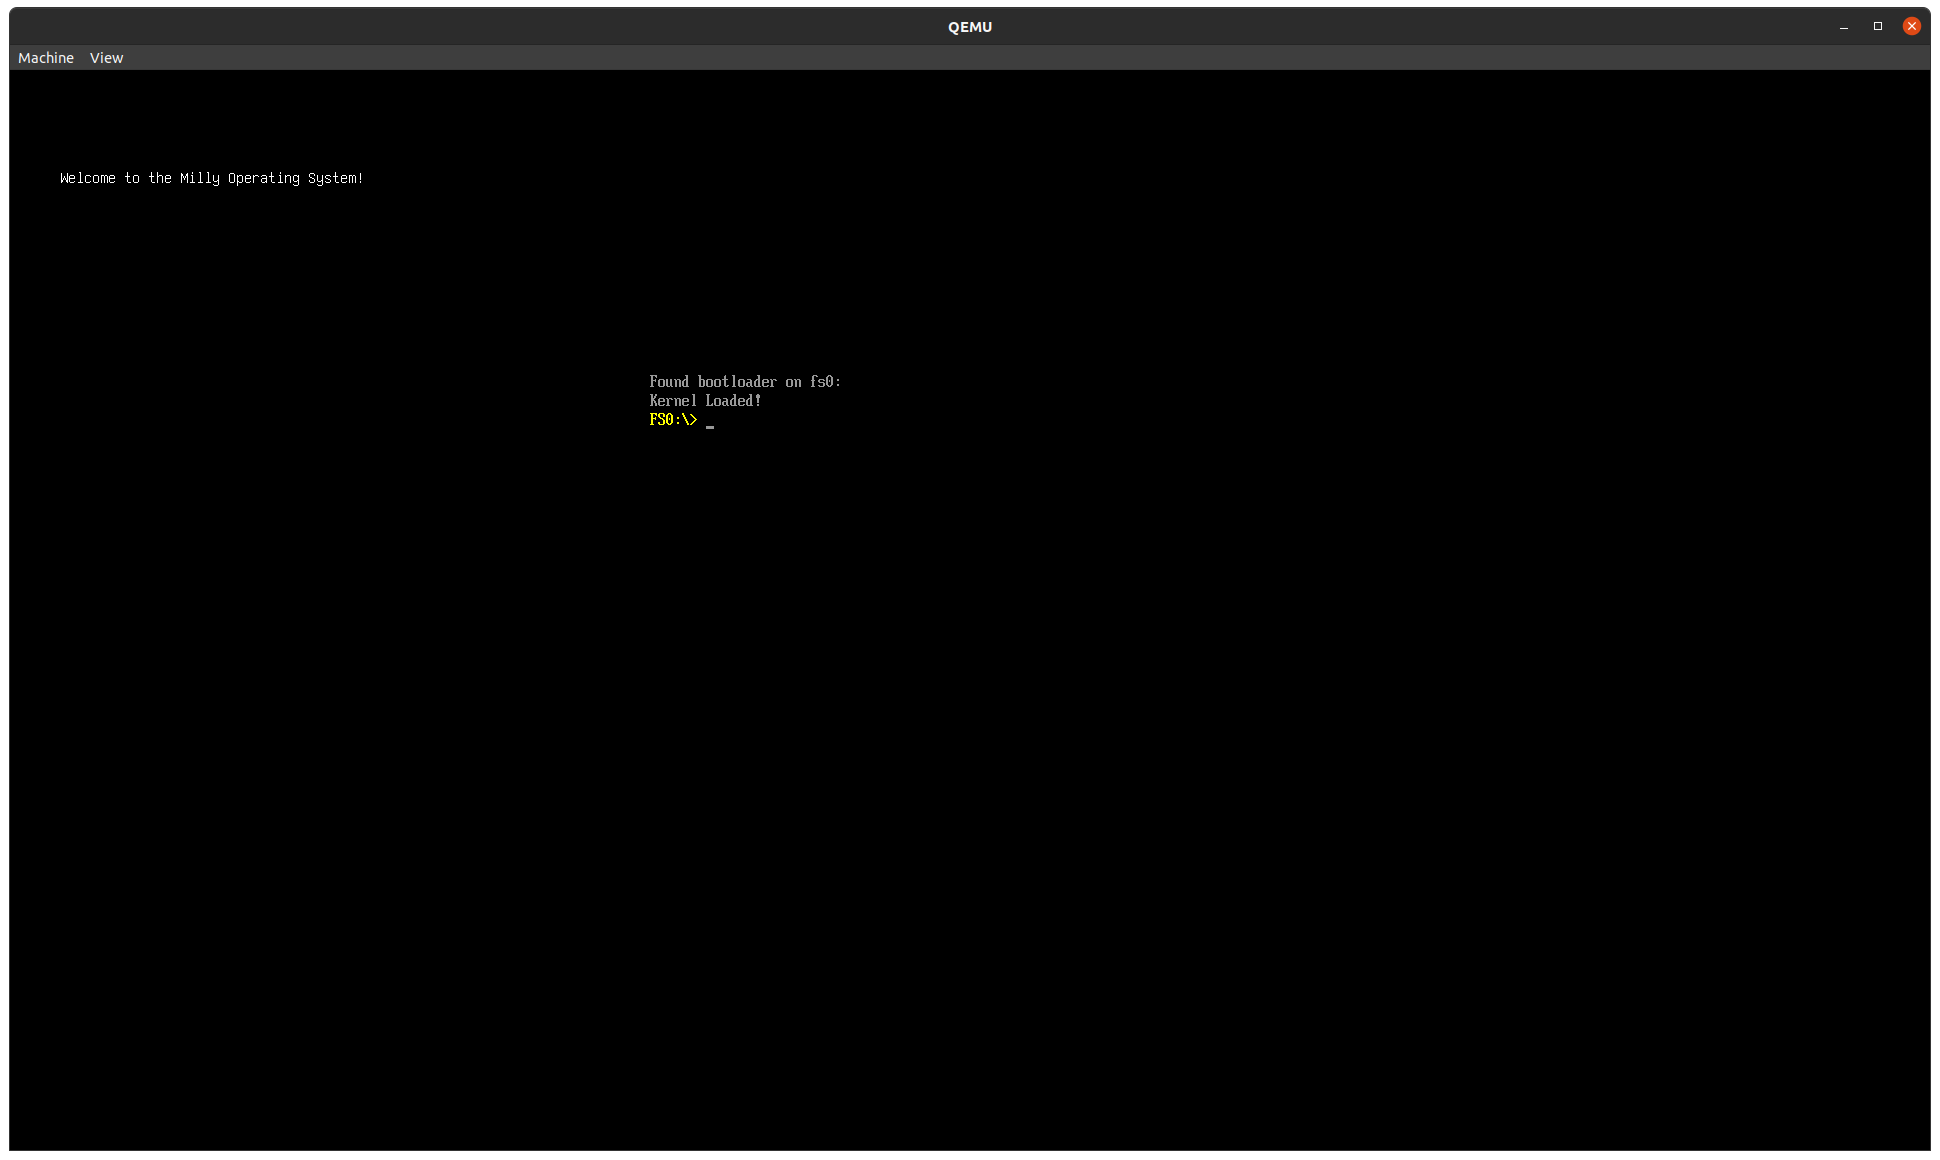 QEMU
Machine View
Welcome to the Milly Operating System!
Found bootloader on fs0:
Kernel Loaded!
FS0:\> _